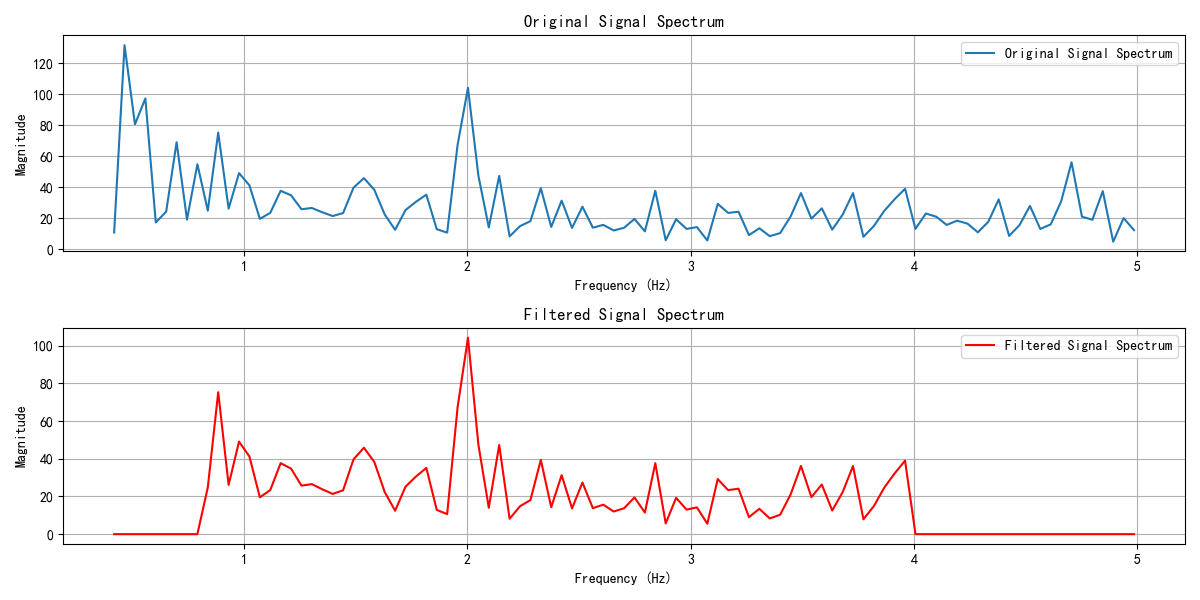 Original Signal Spectrum
Original Signal Spectrum
Magnitude
120
100
80
60
40
20
0
1 2 3 4 5
Frequency (Hz)
Filtered Signal Spectrum
Filtered Signal Spectrum
Magnitude
100
80
60
40
20
0
1 2 3 4 5
Frequency (Hz)